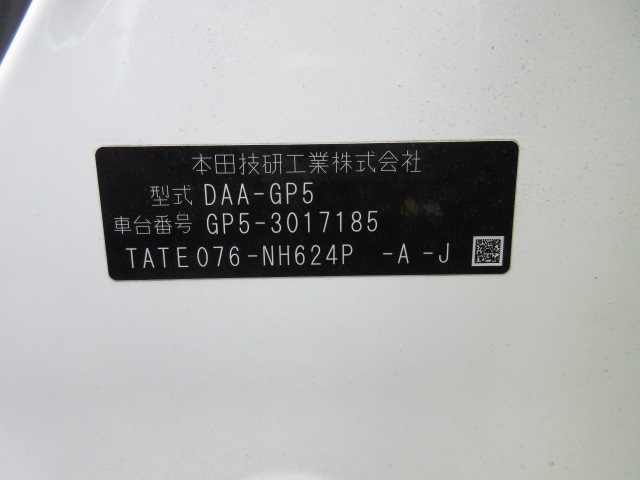 本田技研工業株式会社
型式 DAA-GP5
車台番号 GP5-3017185
TATE076-NH624P -A -J